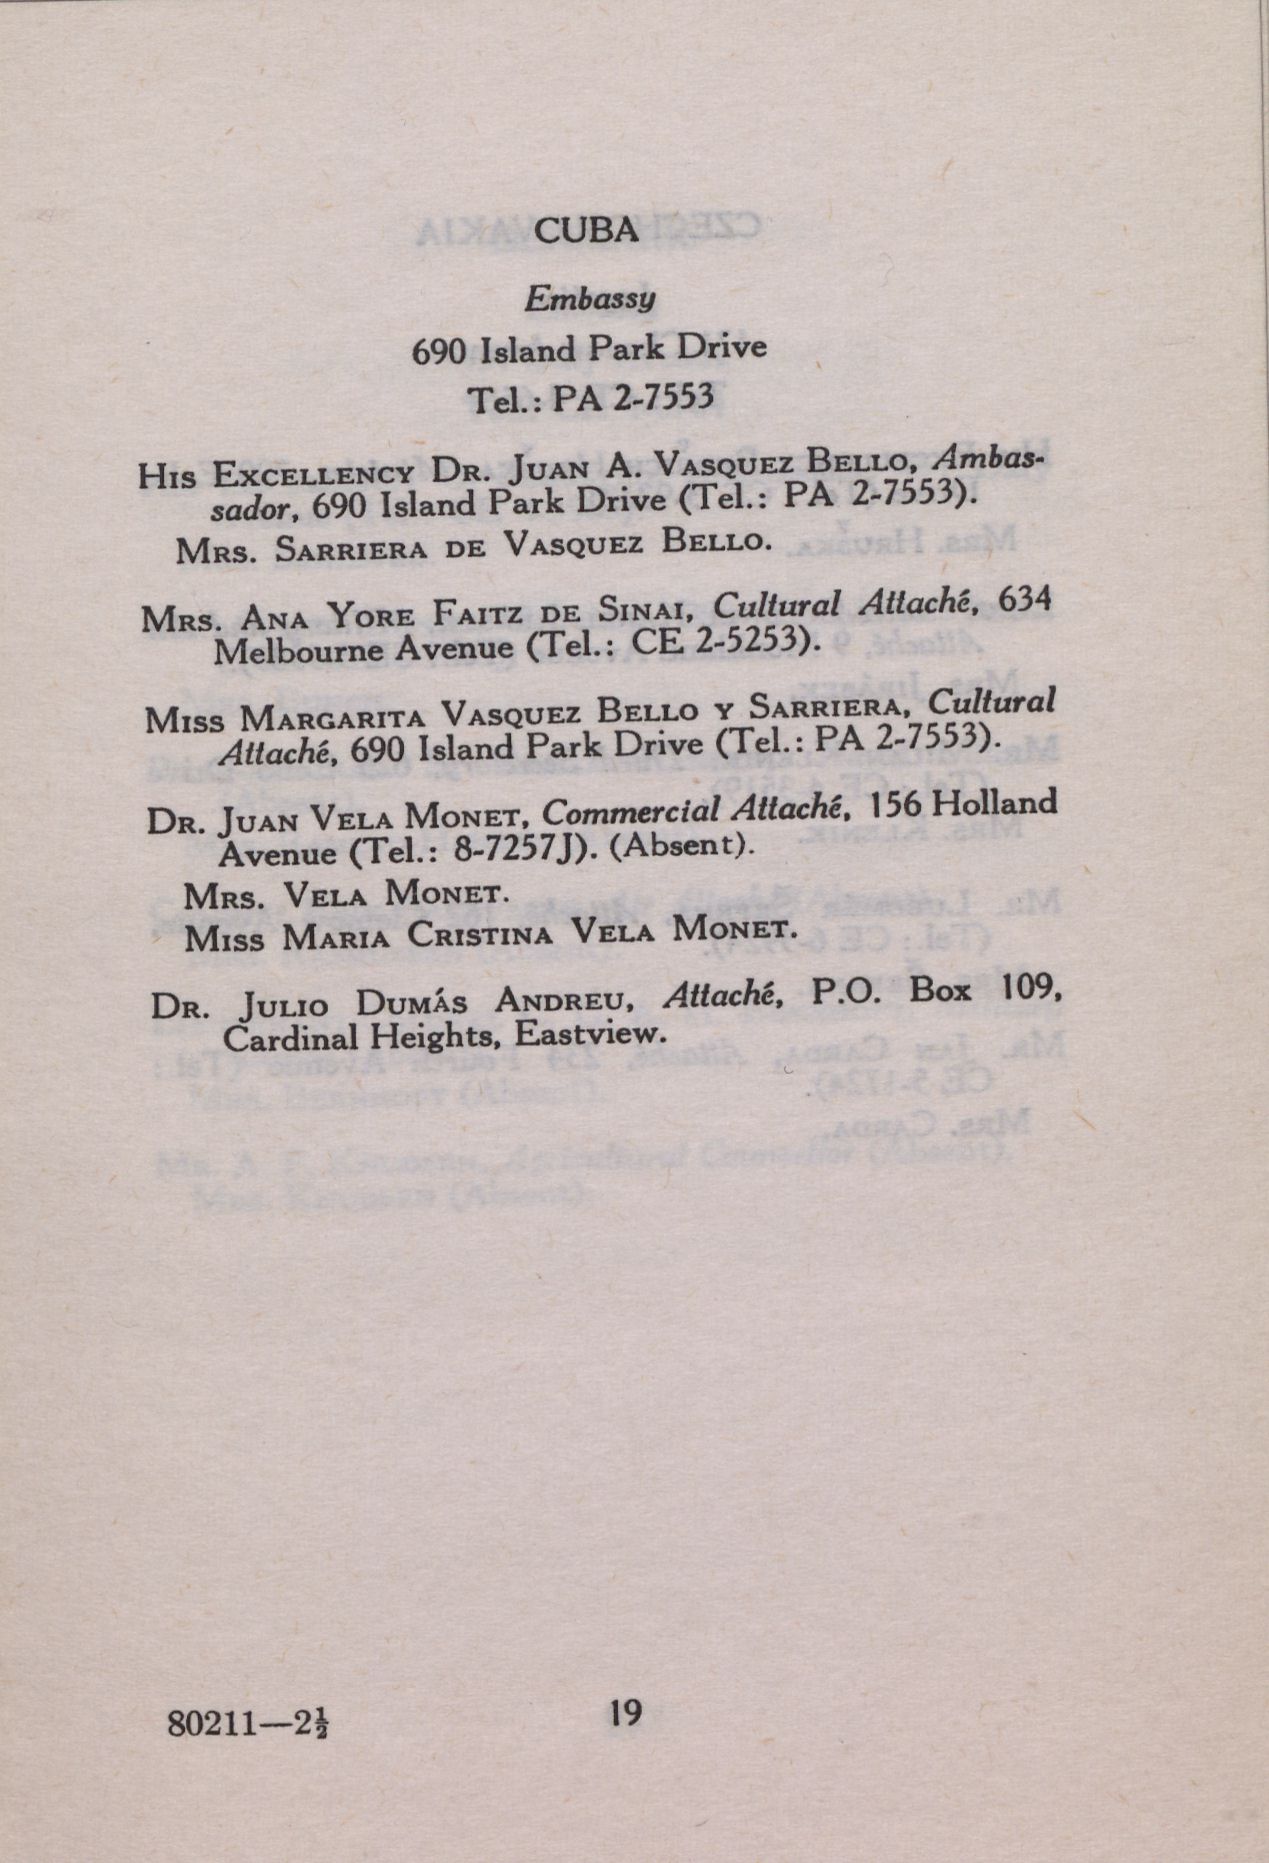 CUBA
Embassy
690 Island Park Drive
Tel.: PA 2-7553
HIS EXCELLENCY DR. JUAN A. VASQUEZ BELLO, Ambas-
sador, 690 Island Park Drive (Tel.: PA 2-7553).
MRS. SARRIERA DE VASQUEZ BELLO.
MRS. ANA YORE FAITZ DE SINAI, Cultural Attaché, 634
Melbourne Avenue (Tel.: CE 2-5253).
MISS MARGARITA VASQUEZ BELLO Y SARRIERA, Cultural
Attaché, 690 Island Park Drive (Tel.: PA 2-7553).
DR. JUAN VELA MONET, Commercial Attaché, 156 Holland
Avenue (Tel.: 8-7257J). (Absent).
MRS. VELA MONET.
MISS MARIA CRISTINA VELA MONET.
DR. JULIO DUMÁS ANDREU, Attaché, P.O. Box 109,
Cardinal Heights, Eastview.
80211—2½
19